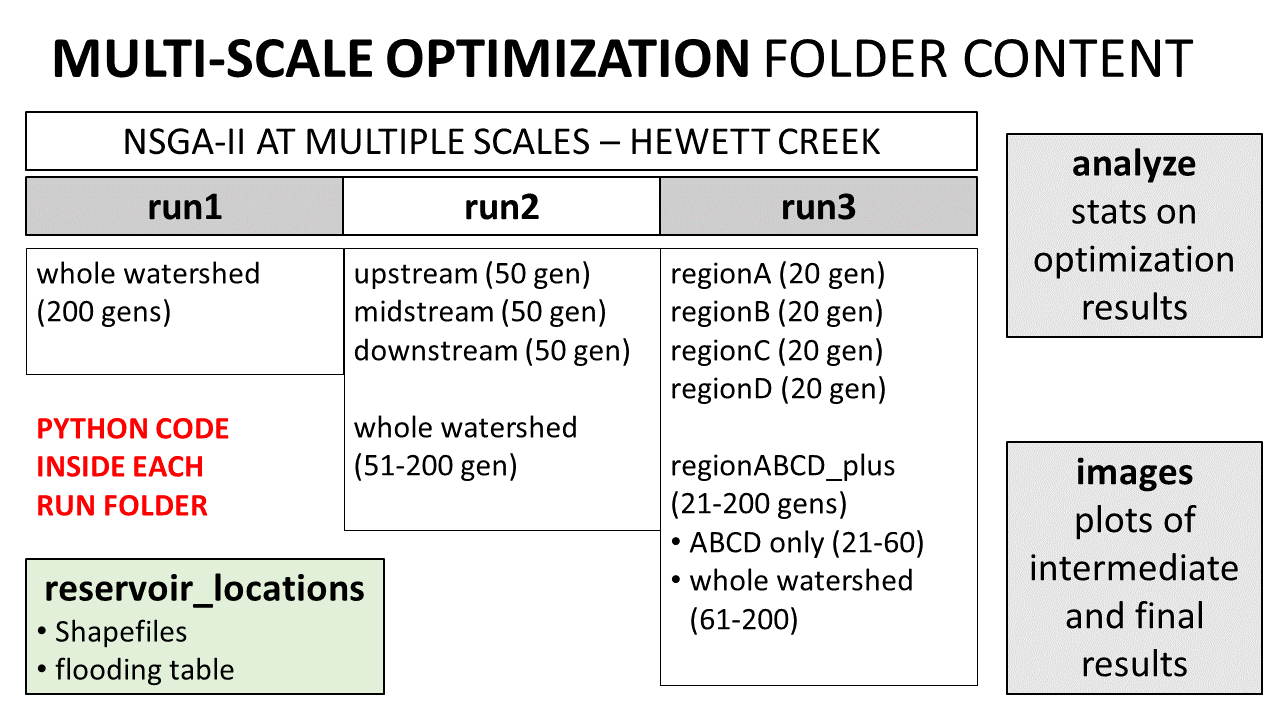 MULTI-SCALE OPTIMIZATION FOLDER CONTENT
NSGA-II AT MULTIPLE SCALES – HEWETT CREEK
run1
run2
run3
whole watershed
(200 gens)
upstream (50 gen)
midstream (50 gen)
downstream (50 gen)
whole watershed
(51-200 gen)
regionA (20 gen)
regionB (20 gen)
regionC (20 gen)
regionD (20 gen)
regionABCD_plus
(21-200 gens)
• ABCD only (21-60)
• whole watershed
(61-200)
PYTHON CODE
INSIDE EACH
RUN FOLDER
reservoir_locations
• Shapefiles
• flooding table
analyze
stats on
optimization
results
images
plots of
intermediate
and final
results